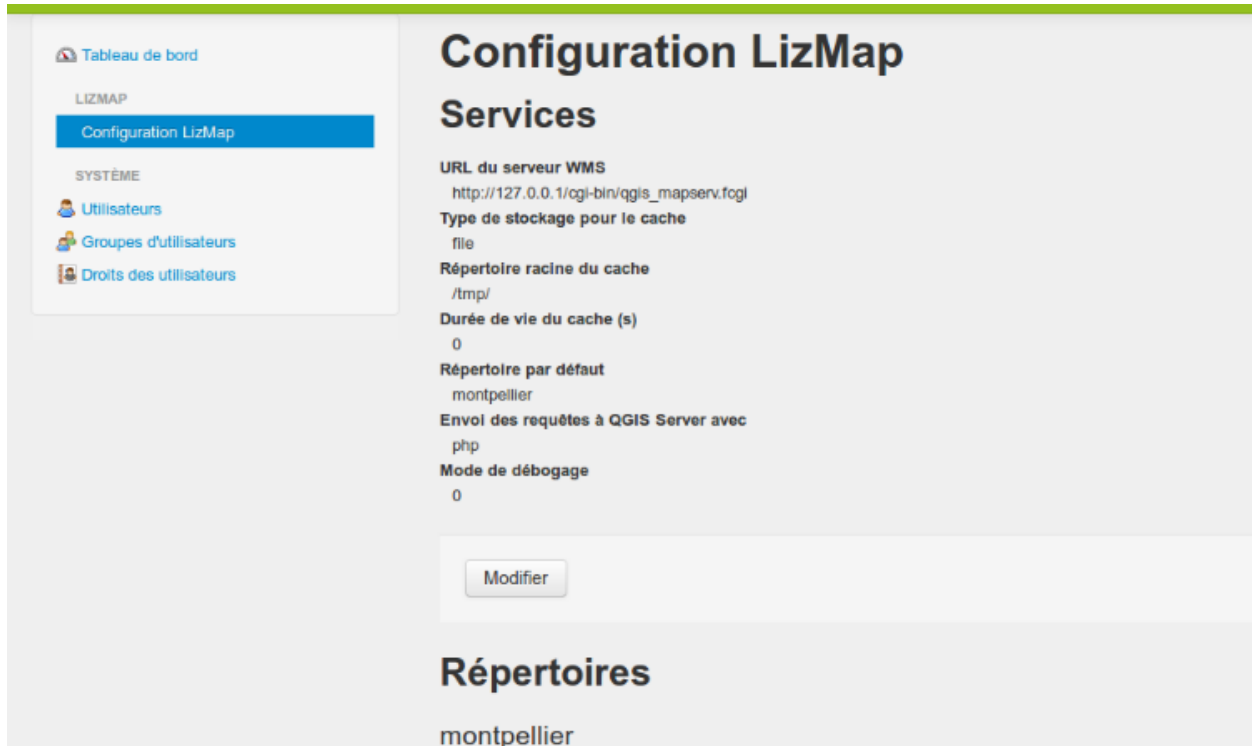 Tableau de bord
LIZMAP
Configuration LizMap
SYSTÈME
Utilisateurs
Groupes d'utilisateurs
Droits des utilisateurs
Configuration LizMap
Services
URL du serveur WMS
http://127.0.0.1/cgi-bin/qgis_mapserv.fcgi
Type de stockage pour le cache
file
Répertoire racine du cache
/tmp/
Durée de vie du cache (s)
0
Répertoire par défaut
montpellier
Envoi des requêtes à QGIS Server avec
php
Mode de débogage
0
Modifier
Répertoires
montpellier